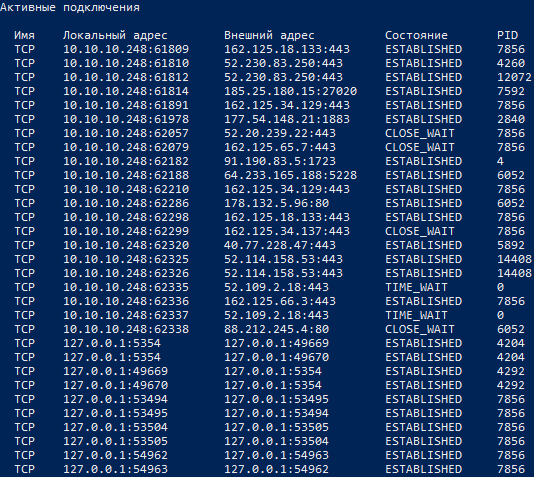 Активные подключения
Имя Локальный адрес Внешний адрес Состояние PID
TCP 10.10.10.248:61809 162.125.18.133:443 ESTABLISHED 7856
TCP 10.10.10.248:61810 52.230.83.250:443 ESTABLISHED 4260
TCP 10.10.10.248:61812 52.230.83.250:443 ESTABLISHED 12072
TCP 10.10.10.248:61814 185.25.180.15:27020 ESTABLISHED 7592
TCP 10.10.10.248:61891 162.125.34.129:443 ESTABLISHED 7856
TCP 10.10.10.248:61978 177.54.148.21:1883 ESTABLISHED 2840
TCP 10.10.10.248:62057 52.20.239.22:443 CLOSE_WAIT 7856
TCP 10.10.10.248:62079 162.125.65.7:443 CLOSE_WAIT 7856
TCP 10.10.10.248:62182 91.190.83.5:1723 ESTABLISHED 4
TCP 10.10.10.248:62188 64.233.165.188:5228 ESTABLISHED 6052
TCP 10.10.10.248:62210 162.125.34.129:443 ESTABLISHED 7856
TCP 10.10.10.248:62286 178.132.5.96:80 ESTABLISHED 6052
TCP 10.10.10.248:62298 162.125.18.133:443 ESTABLISHED 7856
TCP 10.10.10.248:62299 162.125.34.137:443 CLOSE_WAIT 7856
TCP 10.10.10.248:62320 40.77.228.47:443 ESTABLISHED 5892
TCP 10.10.10.248:62325 52.114.158.53:443 ESTABLISHED 14408
TCP 10.10.10.248:62326 52.114.158.53:443 ESTABLISHED 14408
TCP 10.10.10.248:62335 52.109.2.18:443 TIME_WAIT 0
TCP 10.10.10.248:62336 162.125.66.3:443 ESTABLISHED 7856
TCP 10.10.10.248:62337 52.109.2.18:443 TIME_WAIT 0
TCP 10.10.10.248:62338 88.212.245.4:80 CLOSE_WAIT 6052
TCP 127.0.0.1:5354 127.0.0.1:49669 ESTABLISHED 4204
TCP 127.0.0.1:5354 127.0.0.1:49670 ESTABLISHED 4204
TCP 127.0.0.1:49669 127.0.0.1:5354 ESTABLISHED 4292
TCP 127.0.0.1:49670 127.0.0.1:5354 ESTABLISHED 4292
TCP 127.0.0.1:53494 127.0.0.1:53495 ESTABLISHED 7856
TCP 127.0.0.1:53495 127.0.0.1:53494 ESTABLISHED 7856
TCP 127.0.0.1:53504 127.0.0.1:53505 ESTABLISHED 7856
TCP 127.0.0.1:53505 127.0.0.1:53504 ESTABLISHED 7856
TCP 127.0.0.1:54962 127.0.0.1:54963 ESTABLISHED 7856
TCP 127.0.0.1:54963 127.0.0.1:54962 ESTABLISHED 7856